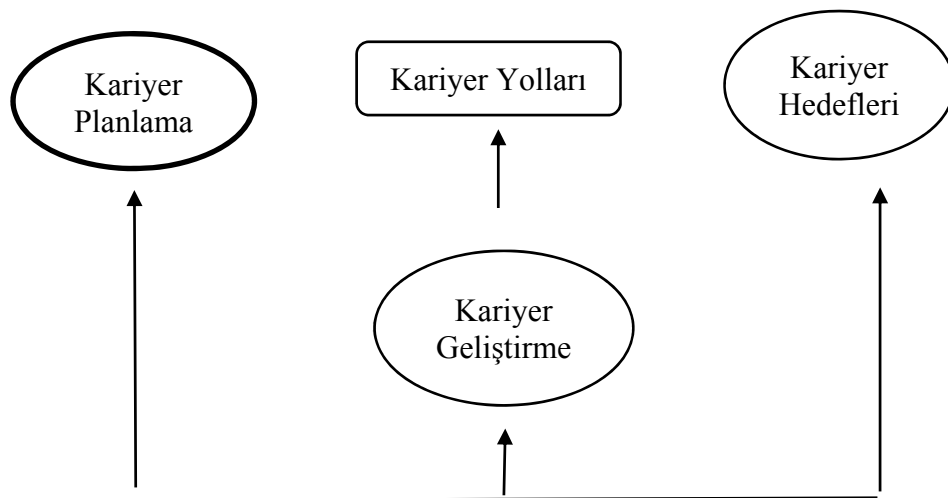 Kariyer
Planlama
Kariyer Yolları
Kariyer
Hedefleri
Kariyer
Geliştirme